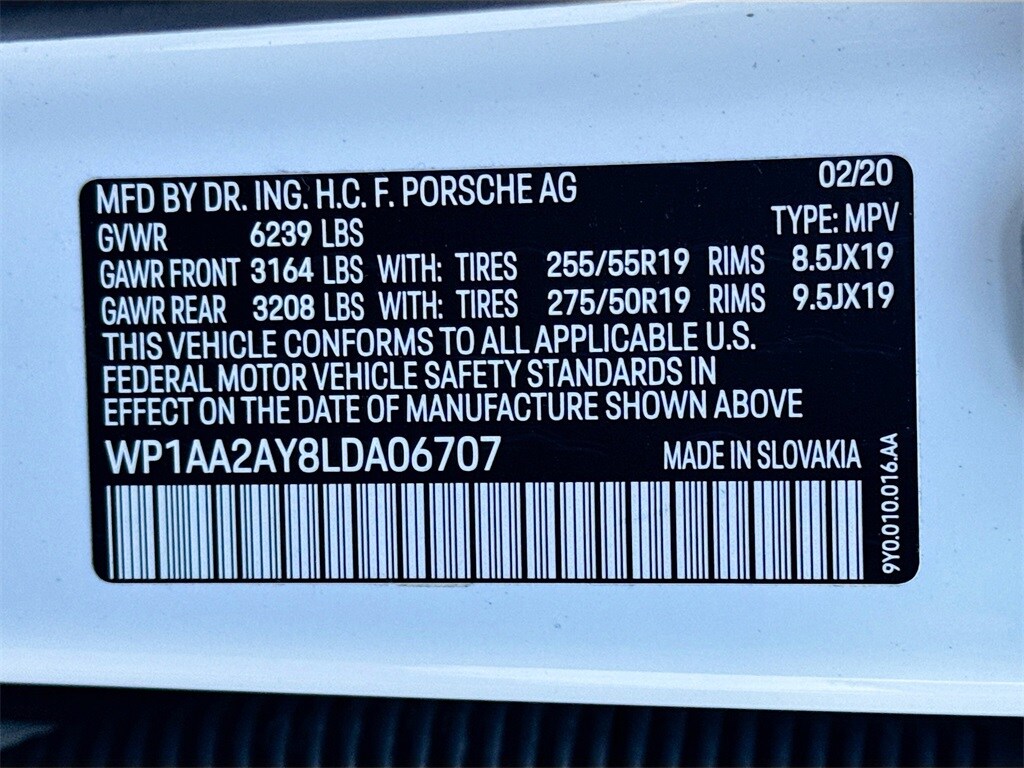 MFD BY DR. ING. H.C. F. PORSCHE AG 02/20
GVWR 6239 LBS TYPE: MPV
GAWR FRONT 3164 LBS WITH: TIRES 255/55R19 RIMS 8.5JX19
GAWR REAR 3208 LBS WITH: TIRES 275/50R19 RIMS 9.5JX19
THIS VEHICLE CONFORMS TO ALL APPLICABLE U.S.
FEDERAL MOTOR VEHICLE SAFETY STANDARDS IN
EFFECT ON THE DATE OF MANUFACTURE SHOWN ABOVE
WP1AA2AY8LDA06707 MADE IN SLOVAKIA
9Y0.010.016.AA